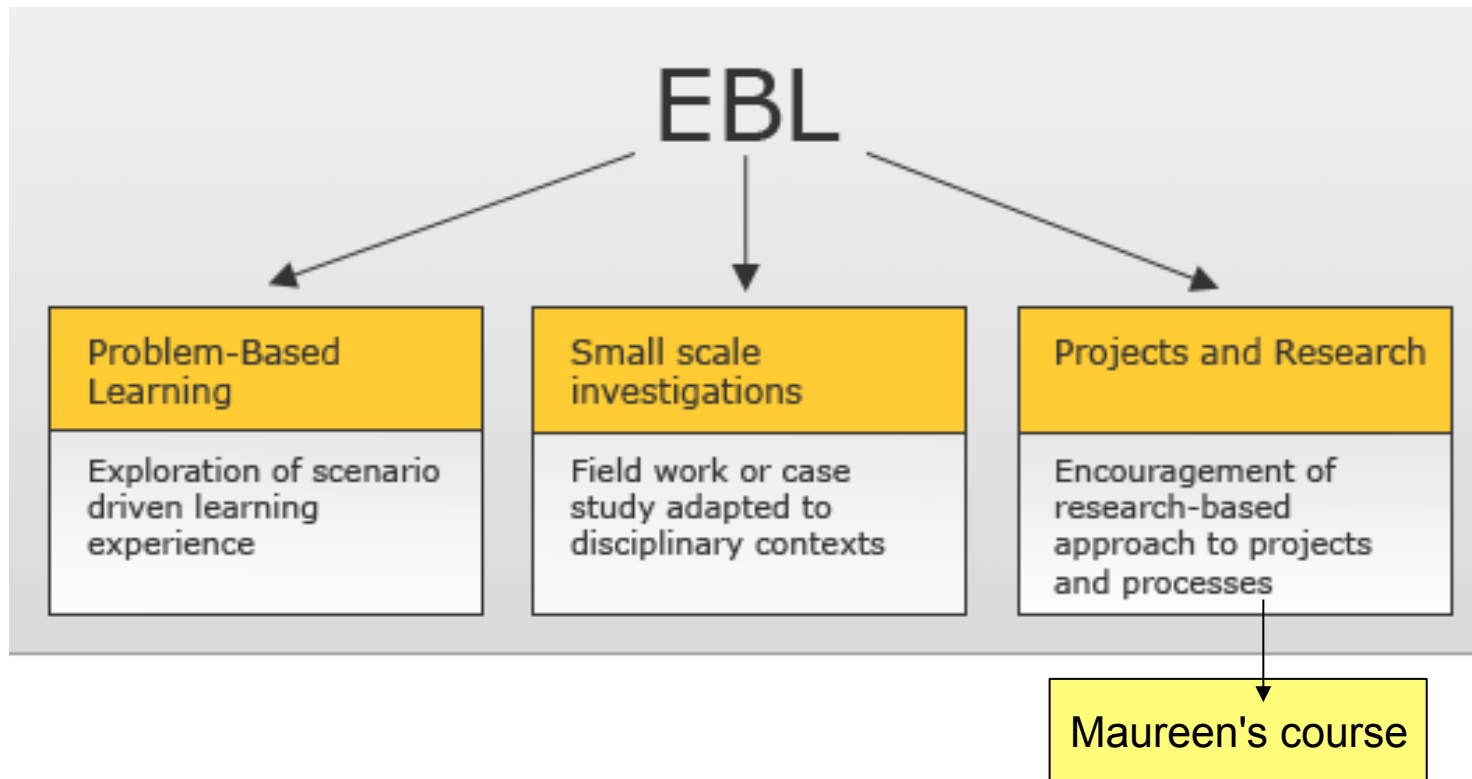 EBL
Problem-Based
Learning
Exploration of scenario
driven learning
experience
Small scale
investigations
Field work or case
study adapted to
disciplinary contexts
Projects and Research
Encouragement of
research-based
approach to projects
and processes
Maureen's course